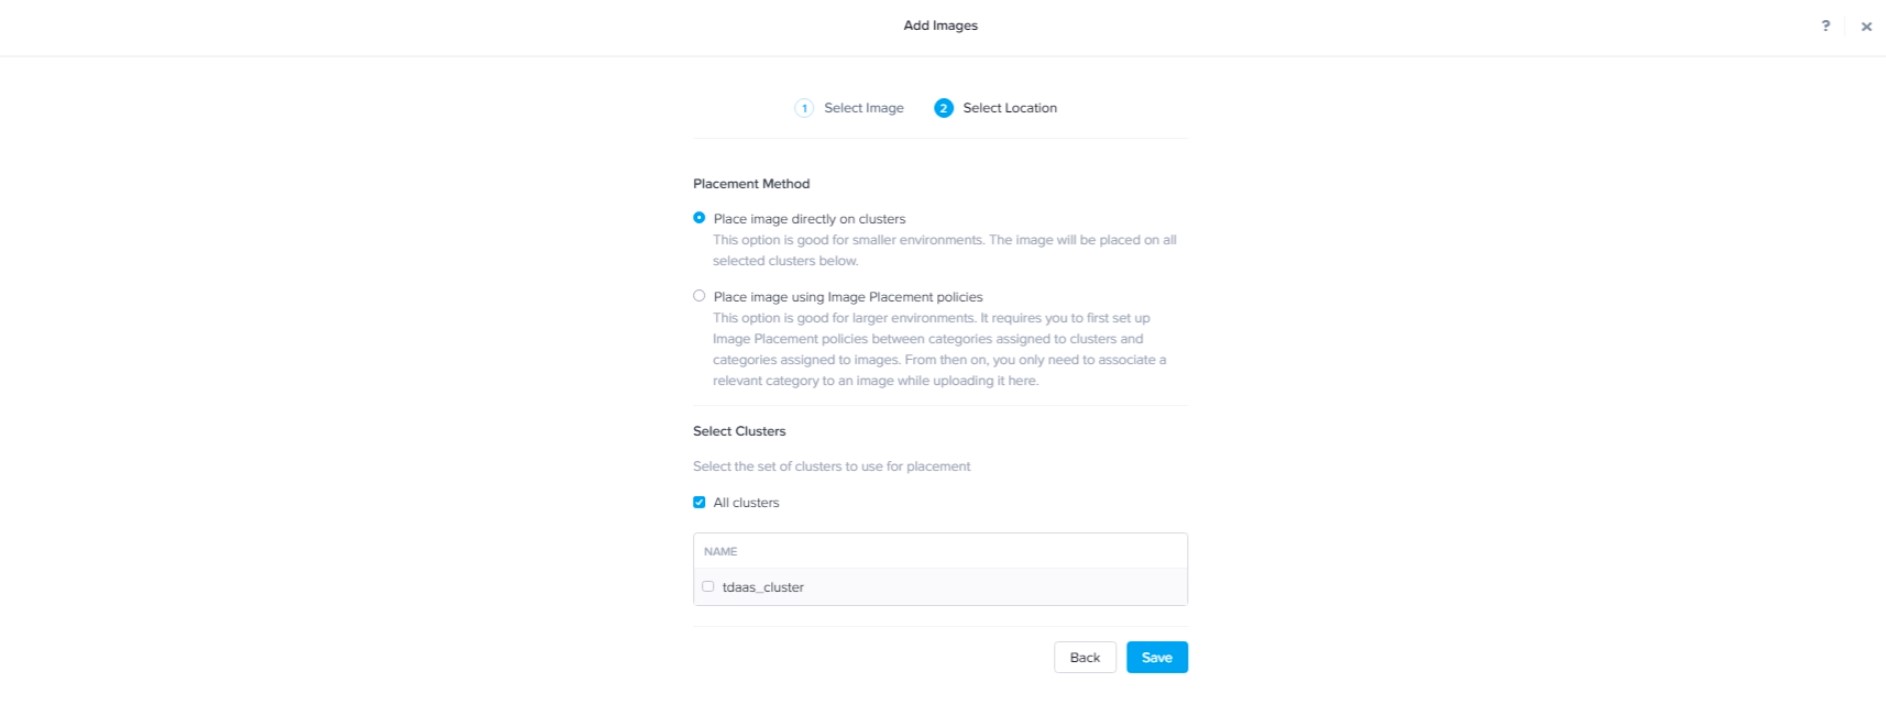 Add Images
?
×
1 Select Image 2 Select Location
Placement Method
Place image directly on clusters
This option is good for smaller environments. The image will be placed on all
selected clusters below.
Place image using Image Placement policies
This option is good for larger environments. It requires you to first set up
Image Placement policies between categories assigned to clusters and
categories assigned to images. From then on, you only need to associate a
relevant category to an image while uploading it here.
Select Clusters
Select the set of clusters to use for placement
All clusters
NAME
tdaas_cluster
Back Save